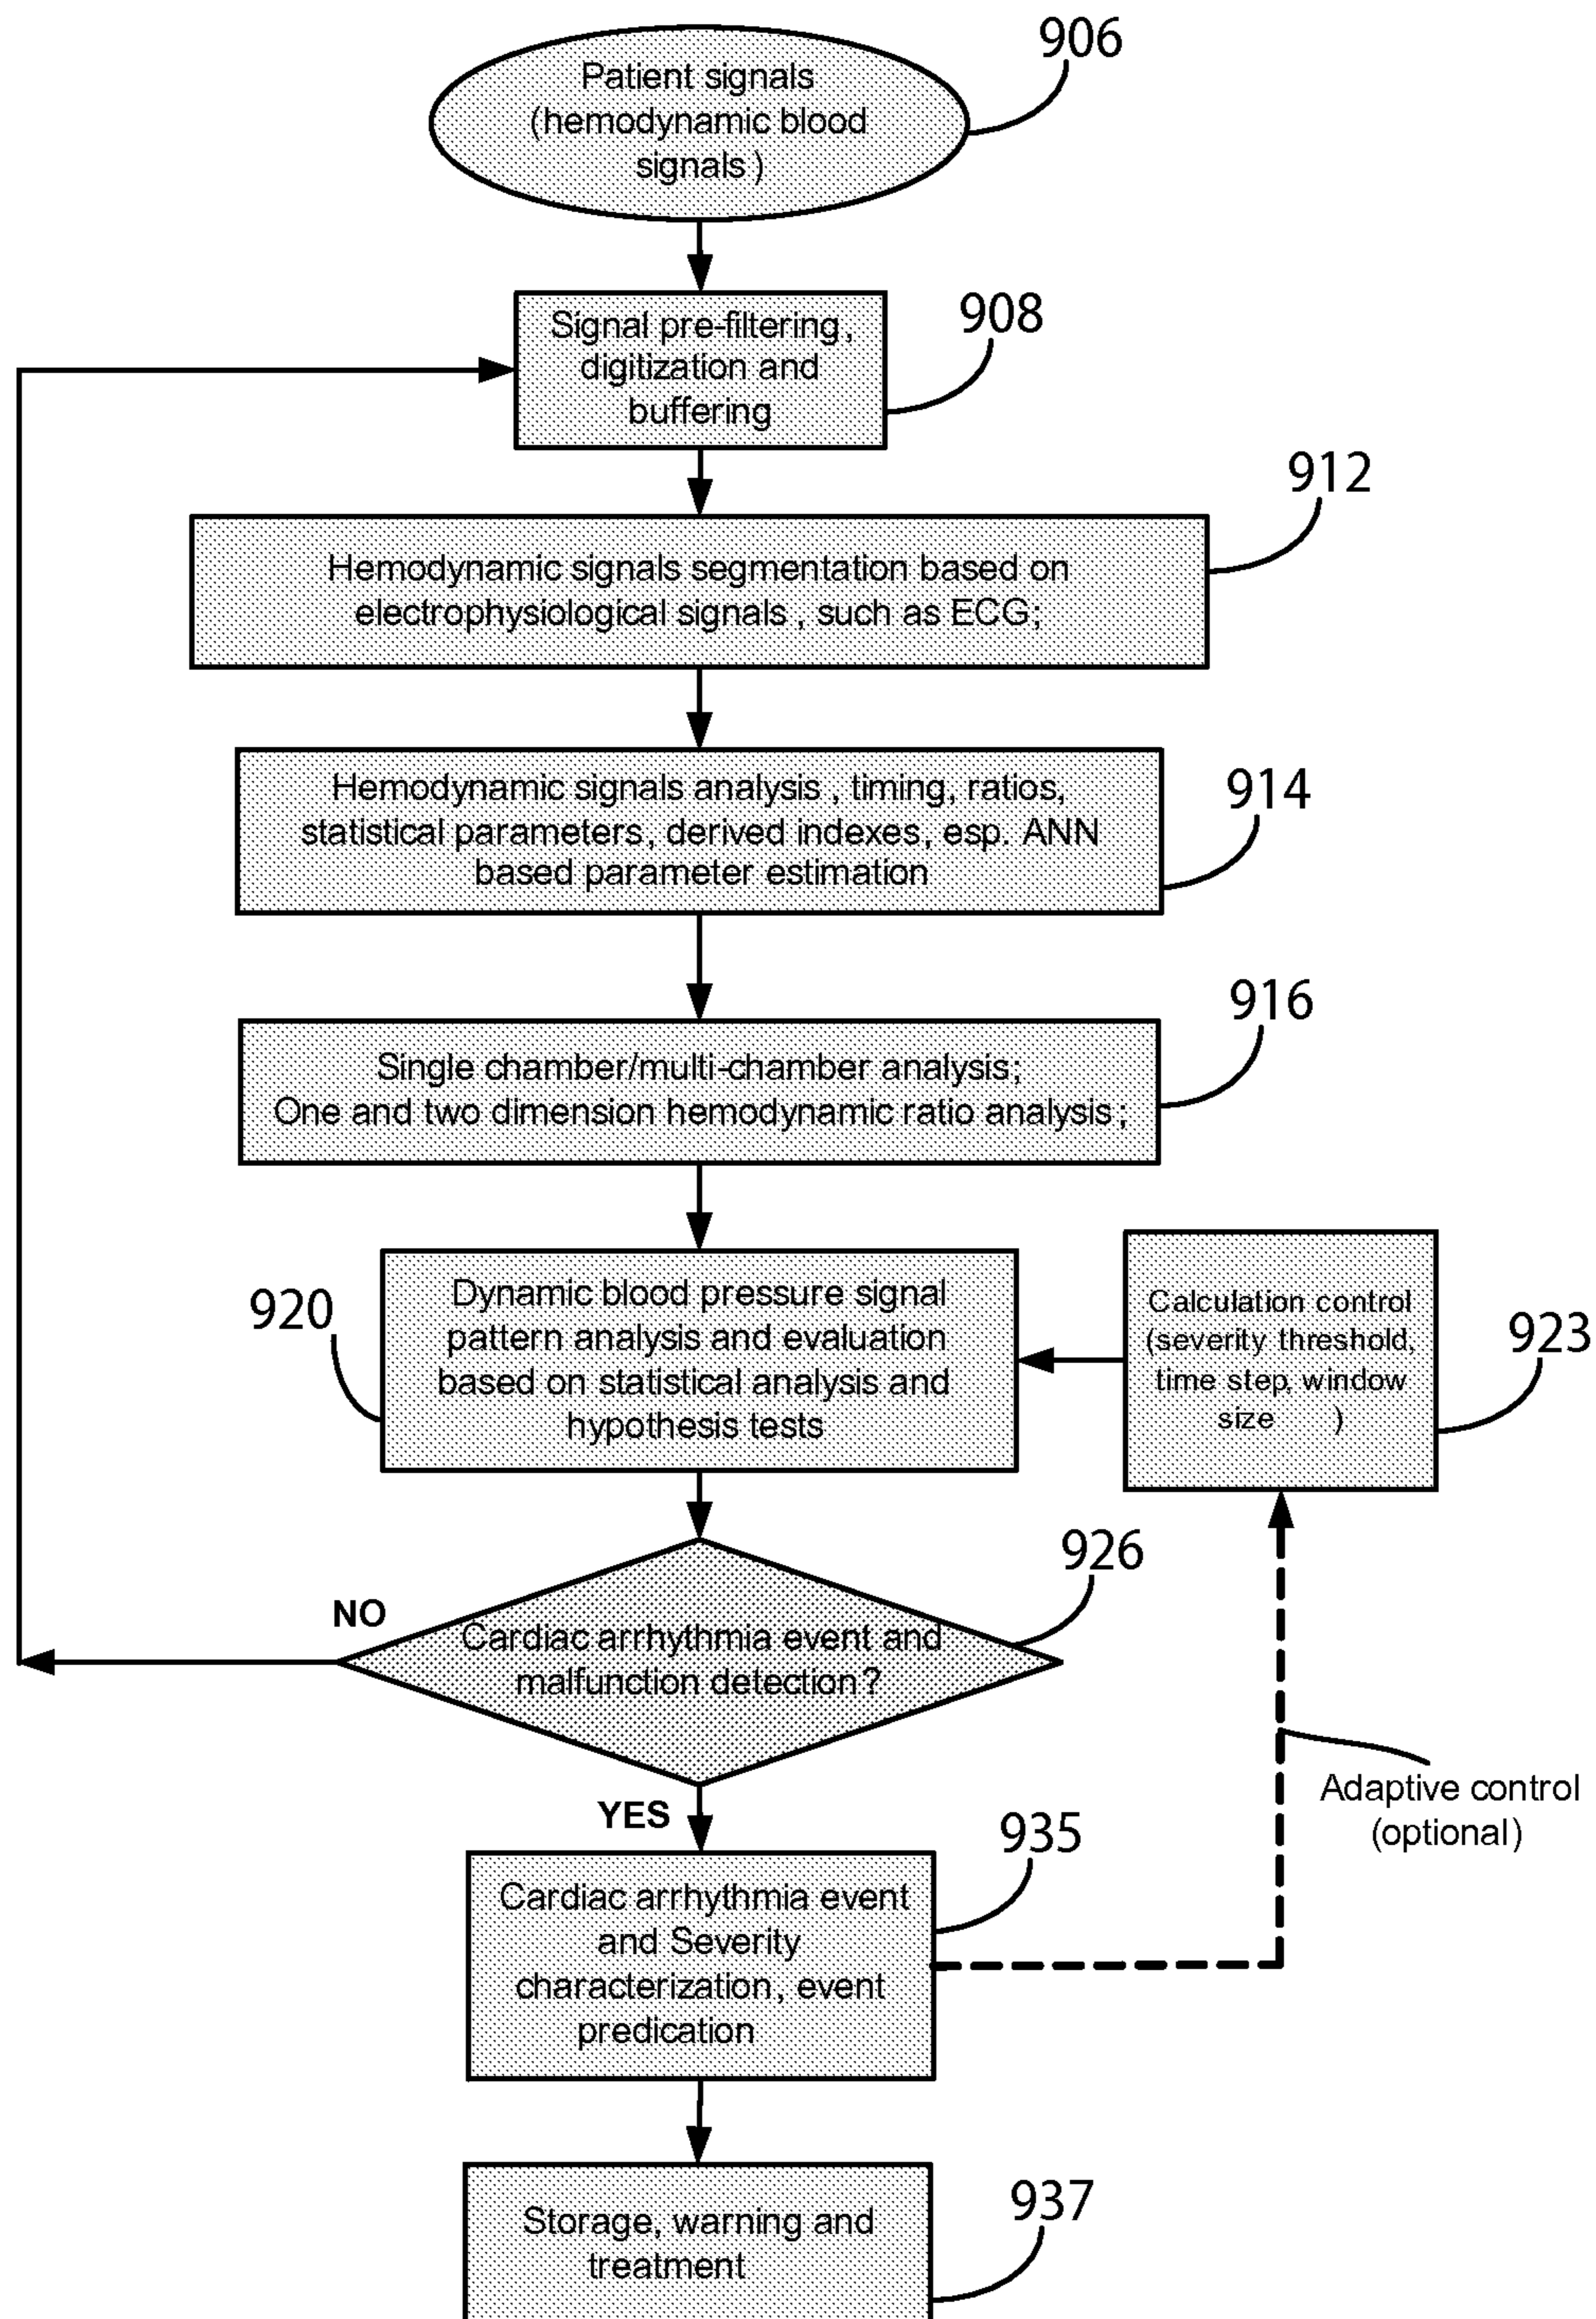 906
Patient signals
(hemodynamic blood
signals )
908
Signal pre-filtering,
digitization and
buffering
912
Hemodynamic signals segmentation based on
electrophysiological signals , such as ECG;
914
Hemodynamic signals analysis , timing, ratios,
statistical parameters, derived indexes, esp. ANN
based parameter estimation
916
Single chamber/multi-chamber analysis;
One and two dimension hemodynamic ratio analysis;
920
Dynamic blood pressure signal
pattern analysis and evaluation
based on statistical analysis and
hypothesis tests
Calculation control
(severity threshold,
time step, window
size )
923
926
NO
Cardiac arrhythmia event and
malfunction detection?
YES
Adaptive control
(optional)
935
Cardiac arrhythmia event
and Severity
characterization, event
predication
937
Storage, warning and
treatment